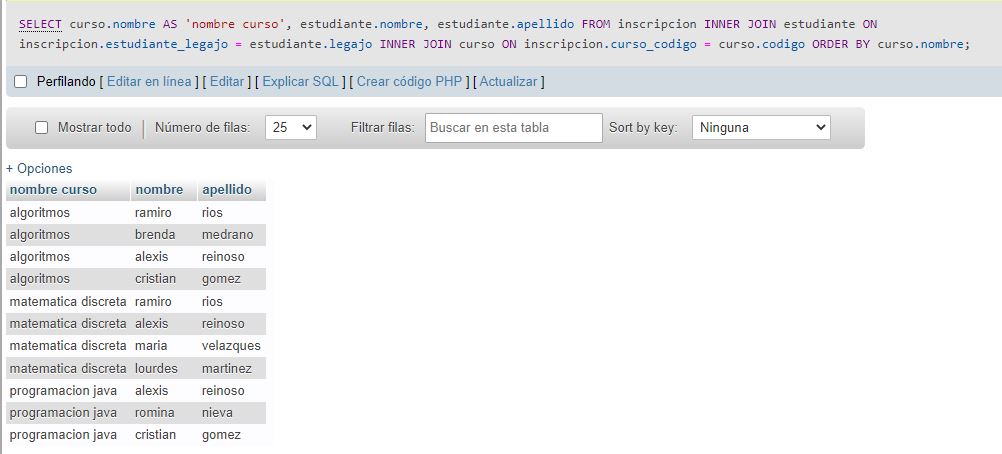 SELECT curso.nombre AS 'nombre curso', estudiante.nombre, estudiante.apellido FROM inscripcion INNER JOIN estudiante ON
inscripcion.estudiante_legajo = estudiante.legajo INNER JOIN curso ON inscripcion.curso_codigo = curso.codigo ORDER BY curso.nombre;
Perfilando [ Editar en línea ] [ Editar ] [ Explicar SQL ] [ Crear código PHP ] [ Actualizar ]
Mostrar todo | Número de filas: 25 Filtrar filas: Buscar en esta tabla Sort by key: Ninguna
+ Opciones
nombre curso nombre apellido
algoritmos ramiro rios
algoritmos brenda medrano
algoritmos alexis reinoso
algoritmos cristian gomez
matematica discreta ramiro rios
matematica discreta alexis reinoso
matematica discreta maria velazques
matematica discreta lourdes martinez
programacion java alexis reinoso
programacion java romina nieva
programacion java cristian gomez